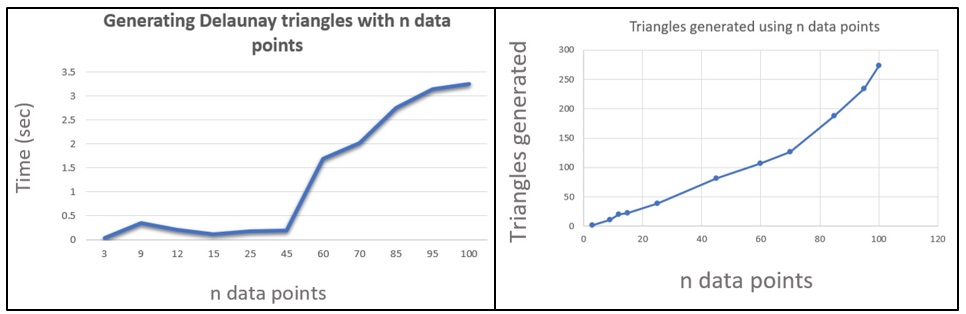 Generating Delaunay triangles with n data
points
3.5
3
2.5
2
1.5
1
0.5
0
Time (sec)
3 9 12 15 25 45 60 70 85 95 100
n data points
Triangles generated using n data points
300
250
200
150
100
50
0
Triangles generated
0 20 40 60 80 100 120
n data points